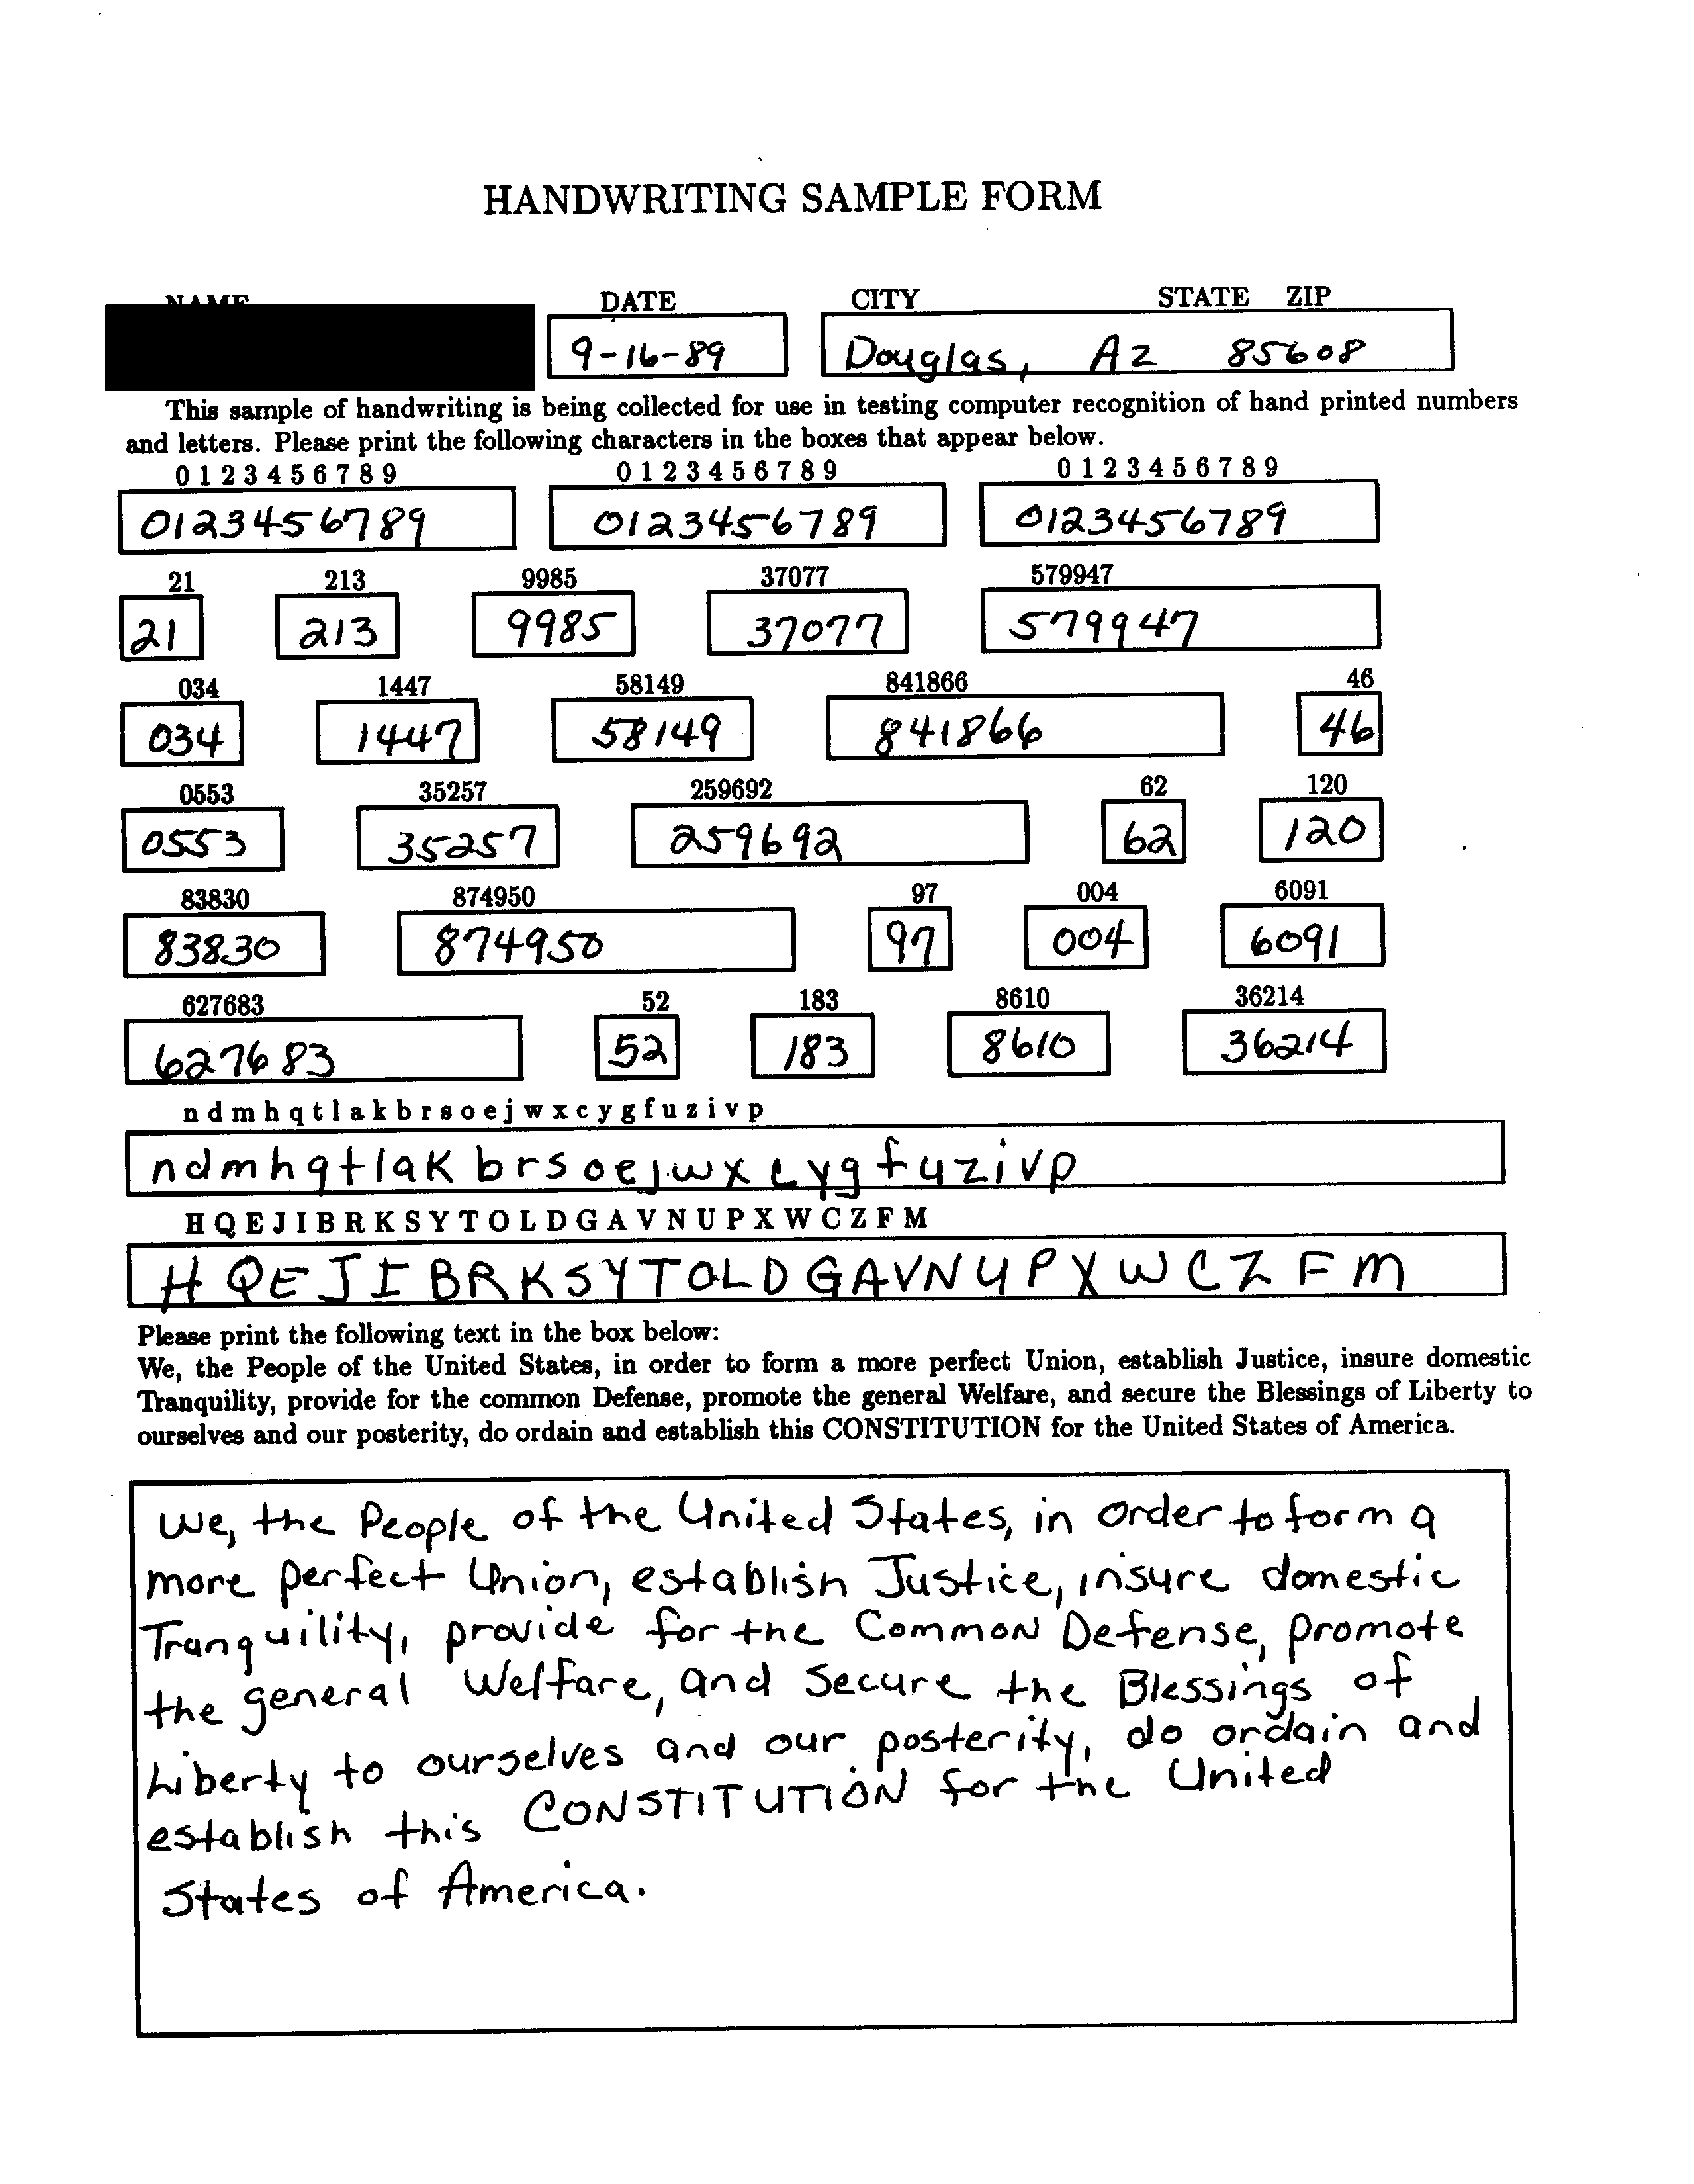 HANDWRITING SAMPLE FORM
NAME DATE CITY STATE ZIP
9-16-89 Douglas, Az 85608
This sample of handwriting is being collected for use in testing computer recognition of hand printed numbers
and letters. Please print the following characters in the boxes that appear below.
0 1 2 3 4 5 6 7 8 9 0 1 2 3 4 5 6 7 8 9 0 1 2 3 4 5 6 7 8 9
0123456789 0123456789 0123456789
21 213 9985 37077 579947
21 213 9985 37077 579947
034 1447 58149 841866 46
034 1447 58149 841866 46
0553 35257 259692 62 120
0553 35257 259692 62 120
83830 874950 97 004 6091
83830 874950 97 004 6091
627683 52 183 8610 36214
627683 52 183 8610 36214
n d m h q t l a k b r s o e j w x c y g f u z i v p
ndmhqtlaK brsoejwxcygfuzivp
H Q E J I B R K S Y T O L D G A V N U P X W C Z F M
H Q E J I B R K S Y T O L D G A V N U P X W C Z F M
Please print the following text in the box below:
We, the People of the United States, in order to form a more perfect Union, establish Justice, insure domestic
Tranquility, provide for the common Defense, promote the general Welfare, and secure the Blessings of Liberty to
ourselves and our posterity, do ordain and establish this CONSTITUTION for the United States of America.
We, the People of the United States, in order to form a
more perfect Union, establish Justice, insure domestic
Tranquility, provide for the Common Defense, promote
the general Welfare, and secure the Blessings of
Liberty to ourselves and our posterity, do ordain and
establish this CONSTITUTION for the United
States of America.